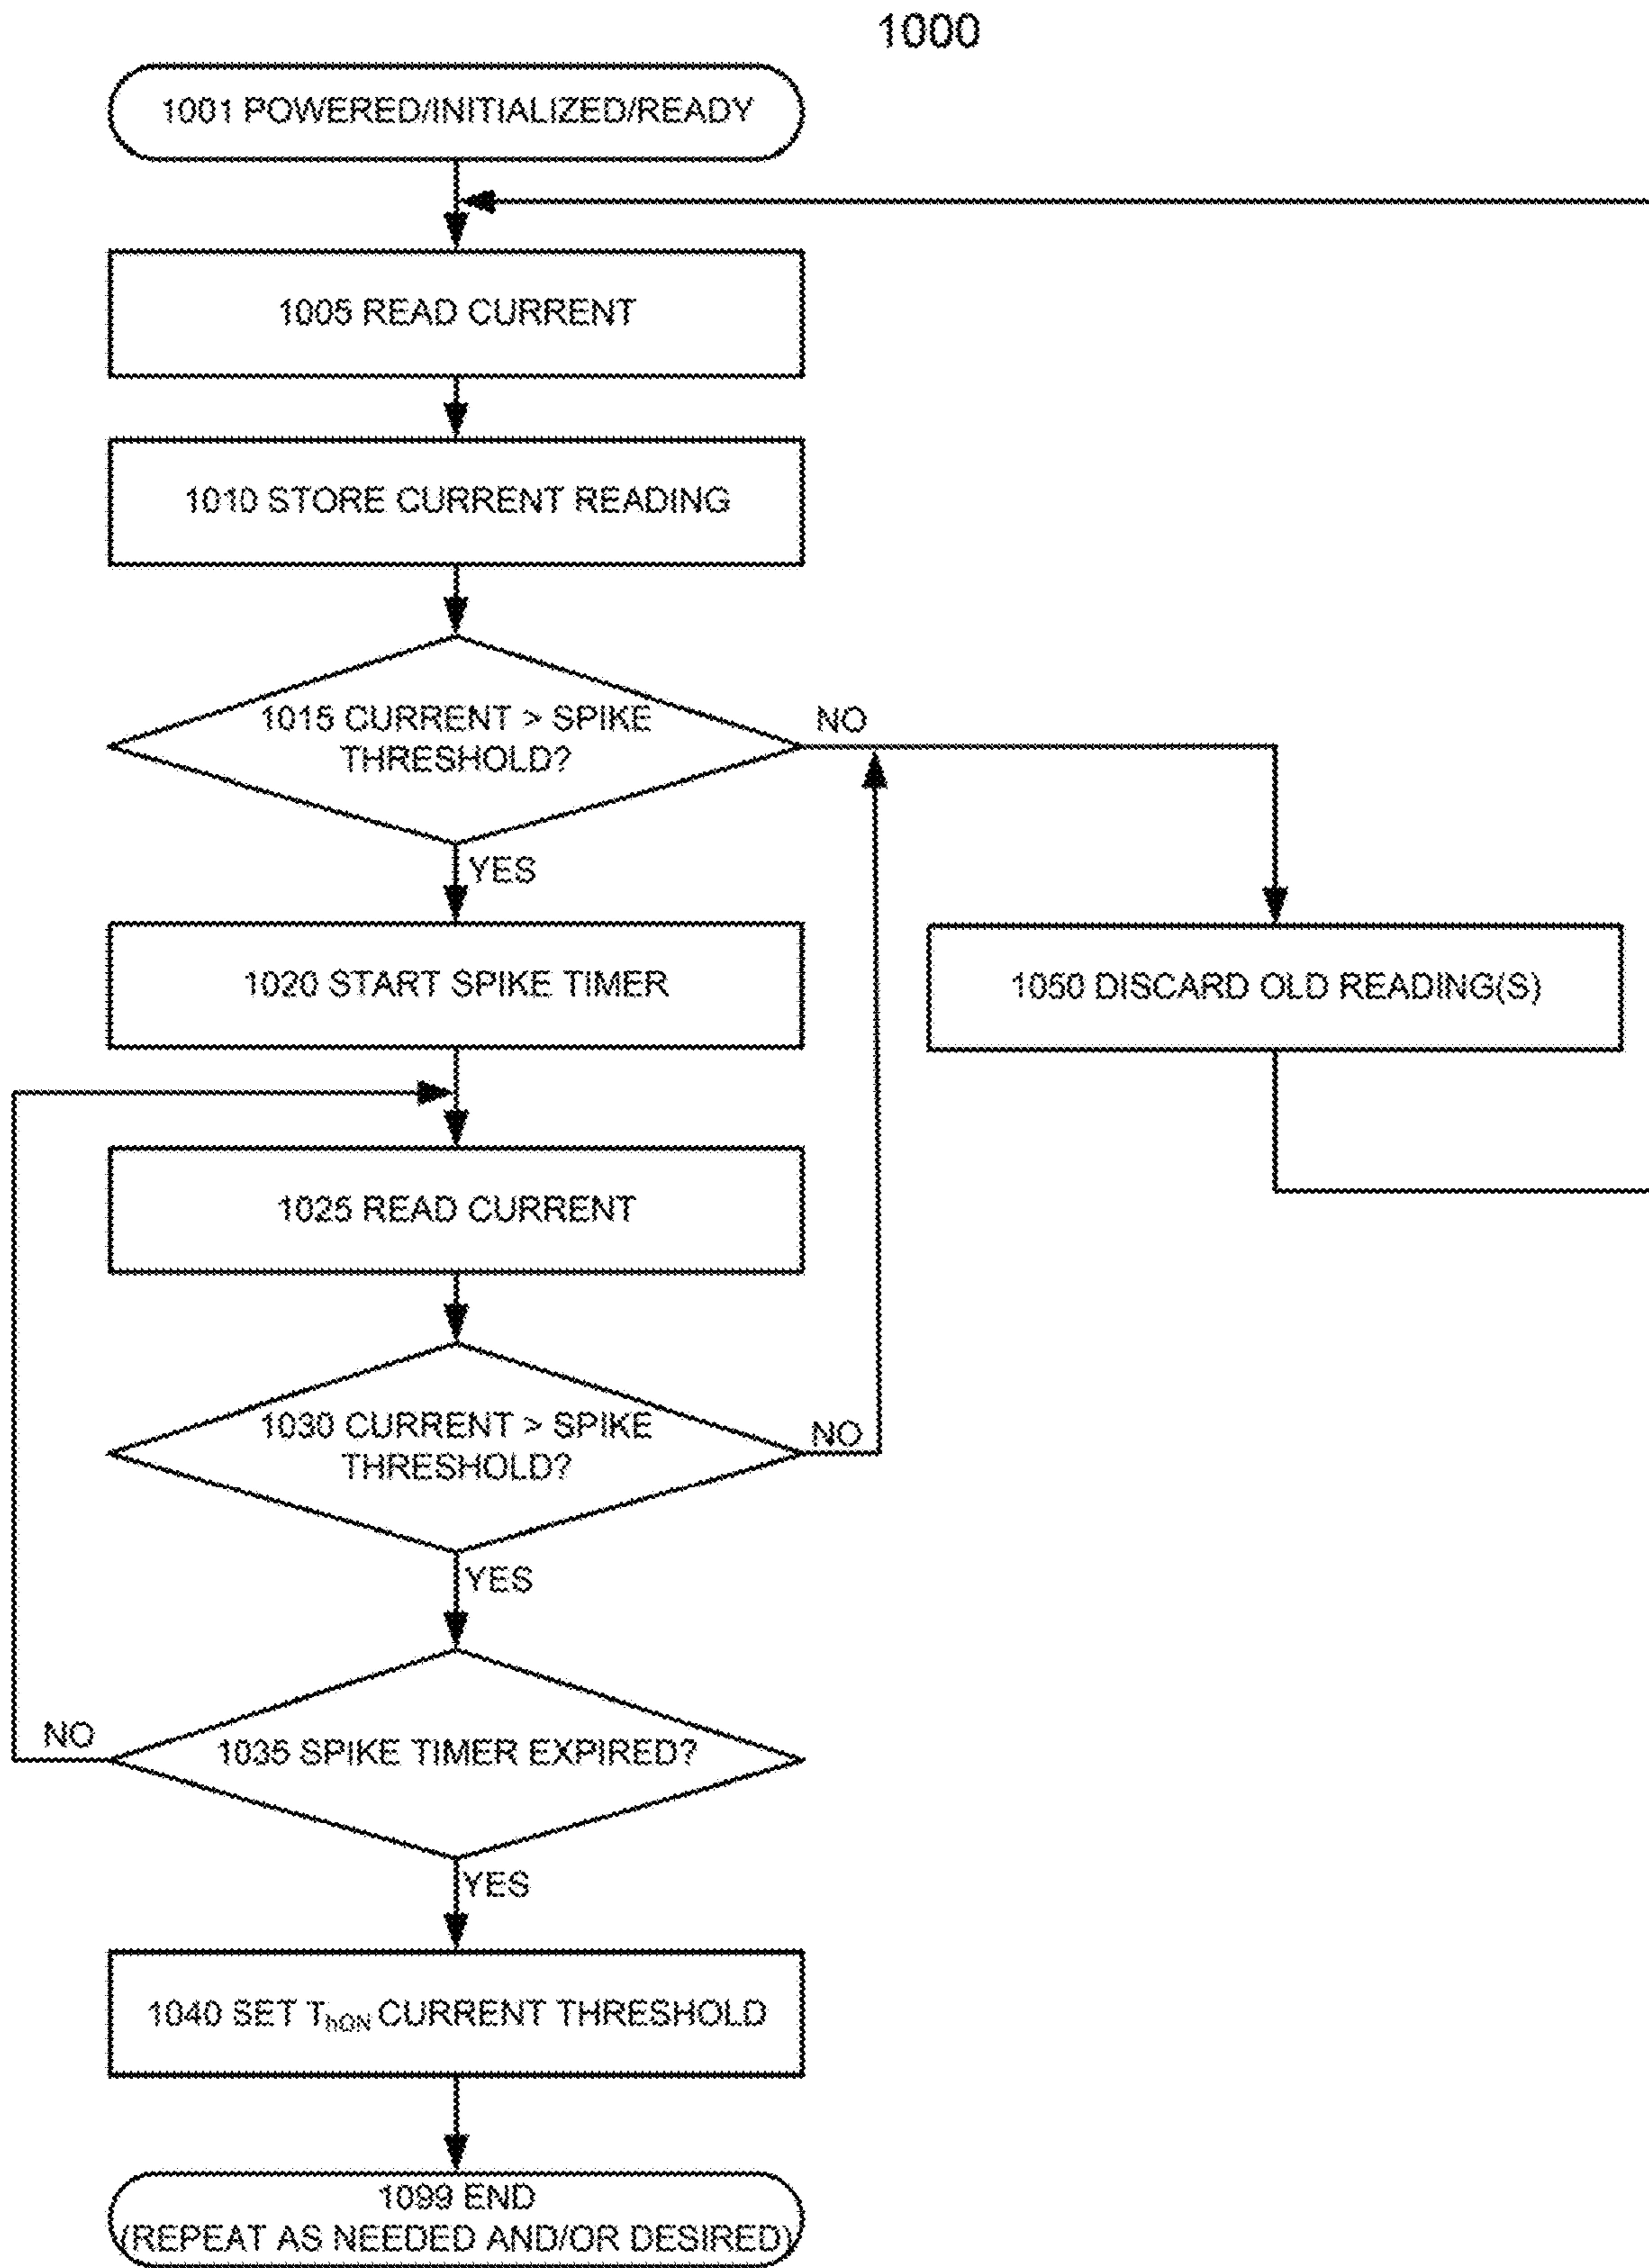 1000
1001 POWERED/INITIALIZED/READY
1005 READ CURRENT
1010 STORE CURRENT READING
1015 CURRENT > SPIKE
THRESHOLD?
NO
YES
1020 START SPIKE TIMER
1050 DISCARD OLD READING(S)
1025 READ CURRENT
1030 CURRENT > SPIKE
THRESHOLD?
NO
YES
NO
1035 SPIKE TIMER EXPIRED?
YES
1040 SET ThON CURRENT THRESHOLD
1099 END
(REPEAT AS NEEDED AND/OR DESIRED)